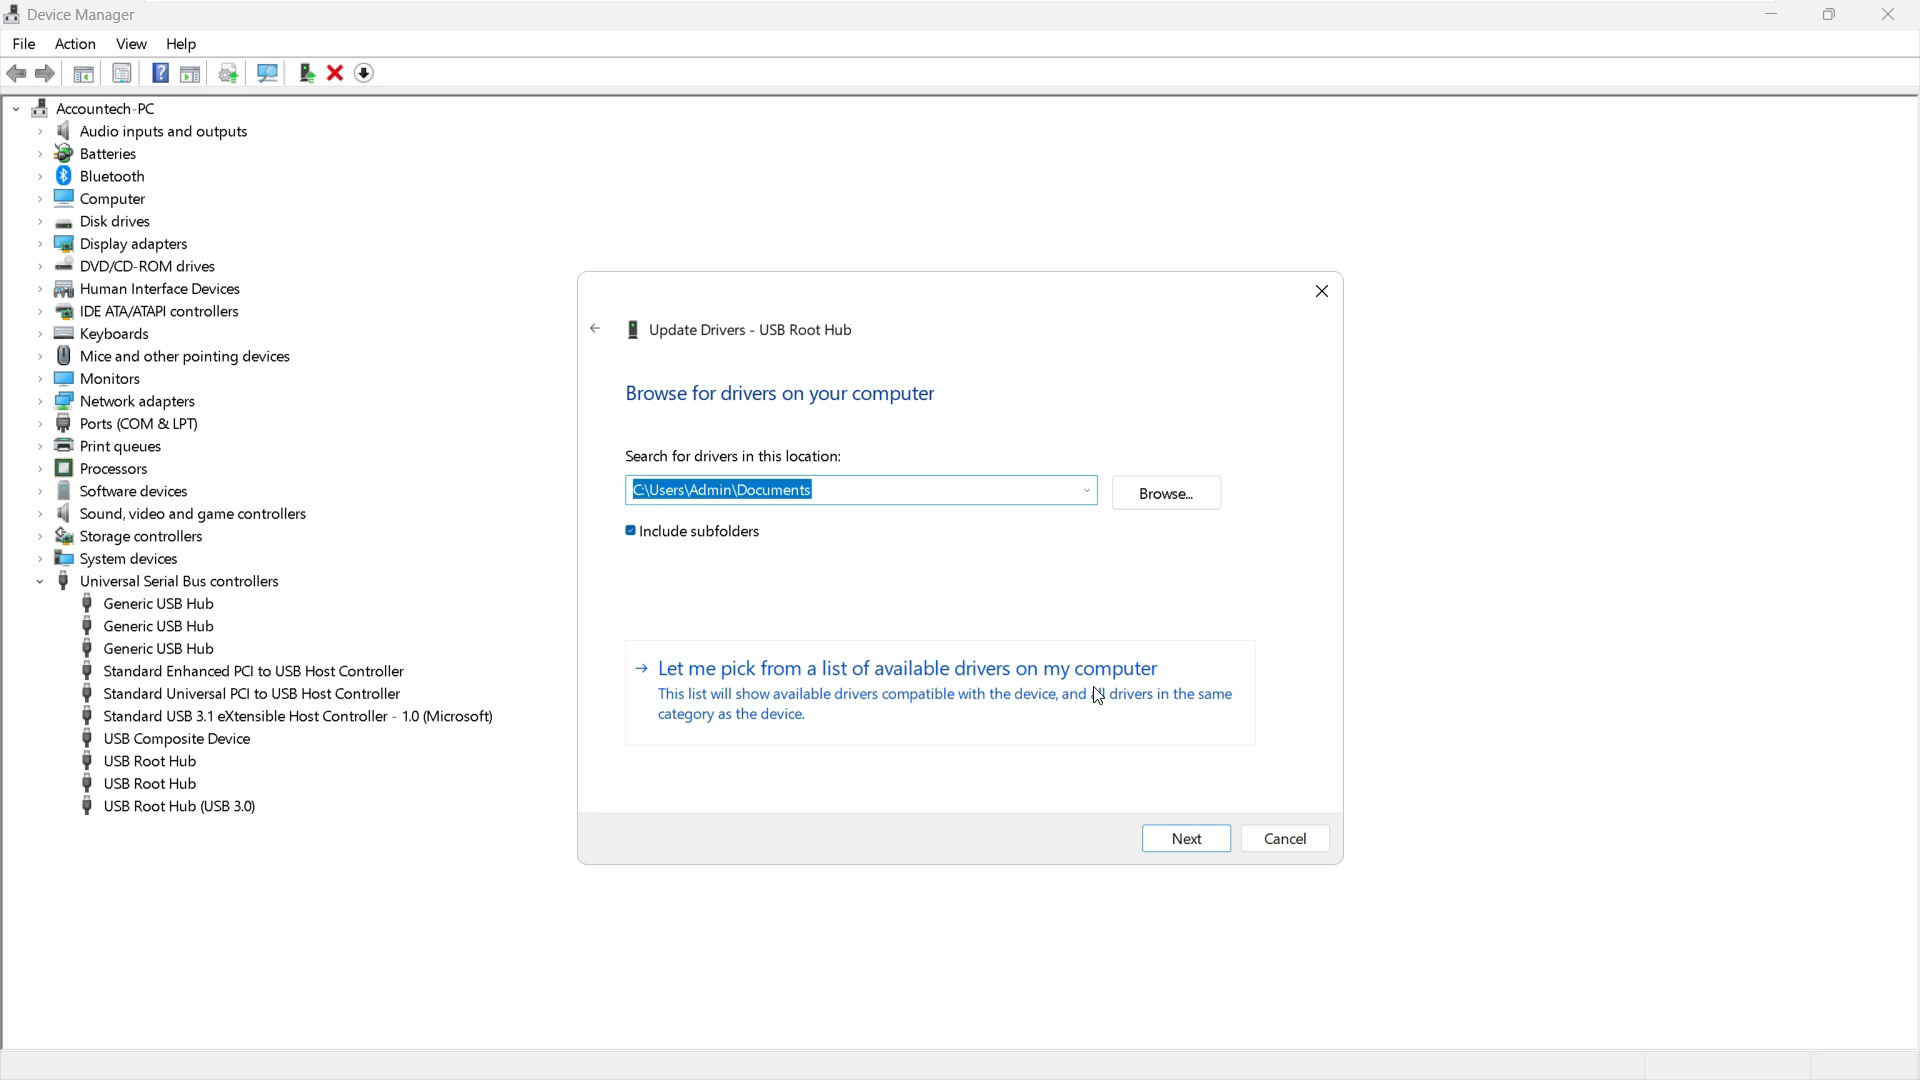 Device Manager
File Action View Help
Accountech-PC
Audio inputs and outputs
Batteries
Bluetooth
Computer
Disk drives
Display adapters
DVD/CD-ROM drives
Human Interface Devices
IDE ATA/ATAPI controllers
Keyboards
Mice and other pointing devices
Monitors
Network adapters
Ports (COM & LPT)
Print queues
Processors
Software devices
Sound, video and game controllers
Storage controllers
System devices
Universal Serial Bus controllers
Generic USB Hub
Generic USB Hub
Generic USB Hub
Standard Enhanced PCI to USB Host Controller
Standard Universal PCI to USB Host Controller
Standard USB 3.1 eXtensible Host Controller - 1.0 (Microsoft)
USB Composite Device
USB Root Hub
USB Root Hub
USB Root Hub (USB 3.0)
Update Drivers - USB Root Hub
Browse for drivers on your computer
Search for drivers in this location:
C:\Users\Admin\Documents
Browse...
Include subfolders
Let me pick from a list of available drivers on my computer
This list will show available drivers compatible with the device, and all drivers in the same
category as the device.
Next
Cancel